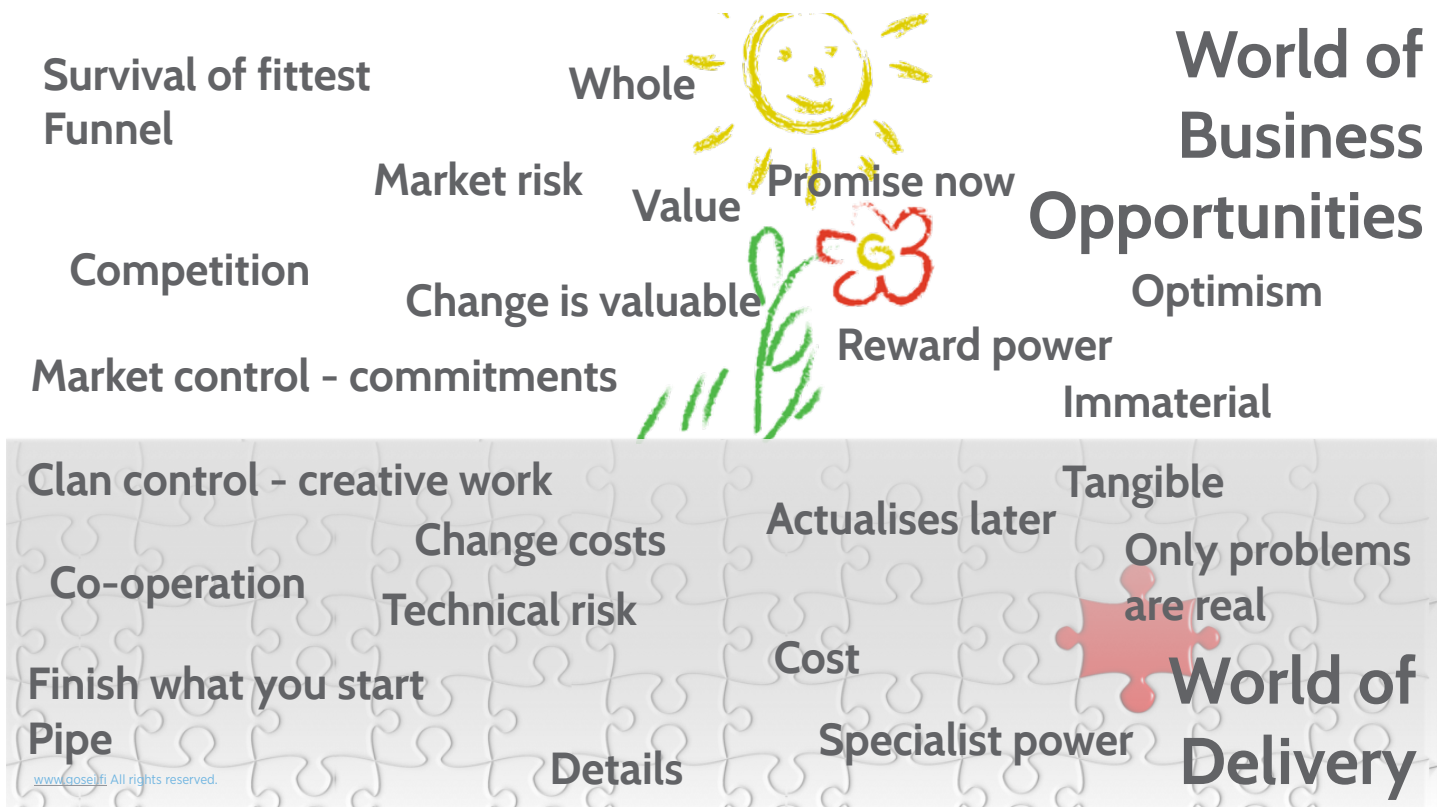 Survival of fittest
Funnel
Whole
World of
Business
Opportunities
Market risk
Value
Promise now
Competition
Change is valuable
Optimism
Reward power
Market control - commitments
Immaterial
Clan control - creative work
Tangible
Actualises later
Change costs
Only problems
are real
Co-operation
Technical risk
Cost
World of
Delivery
Finish what you start
Pipe
Specialist power
Details
www.gosei.fi All rights reserved.